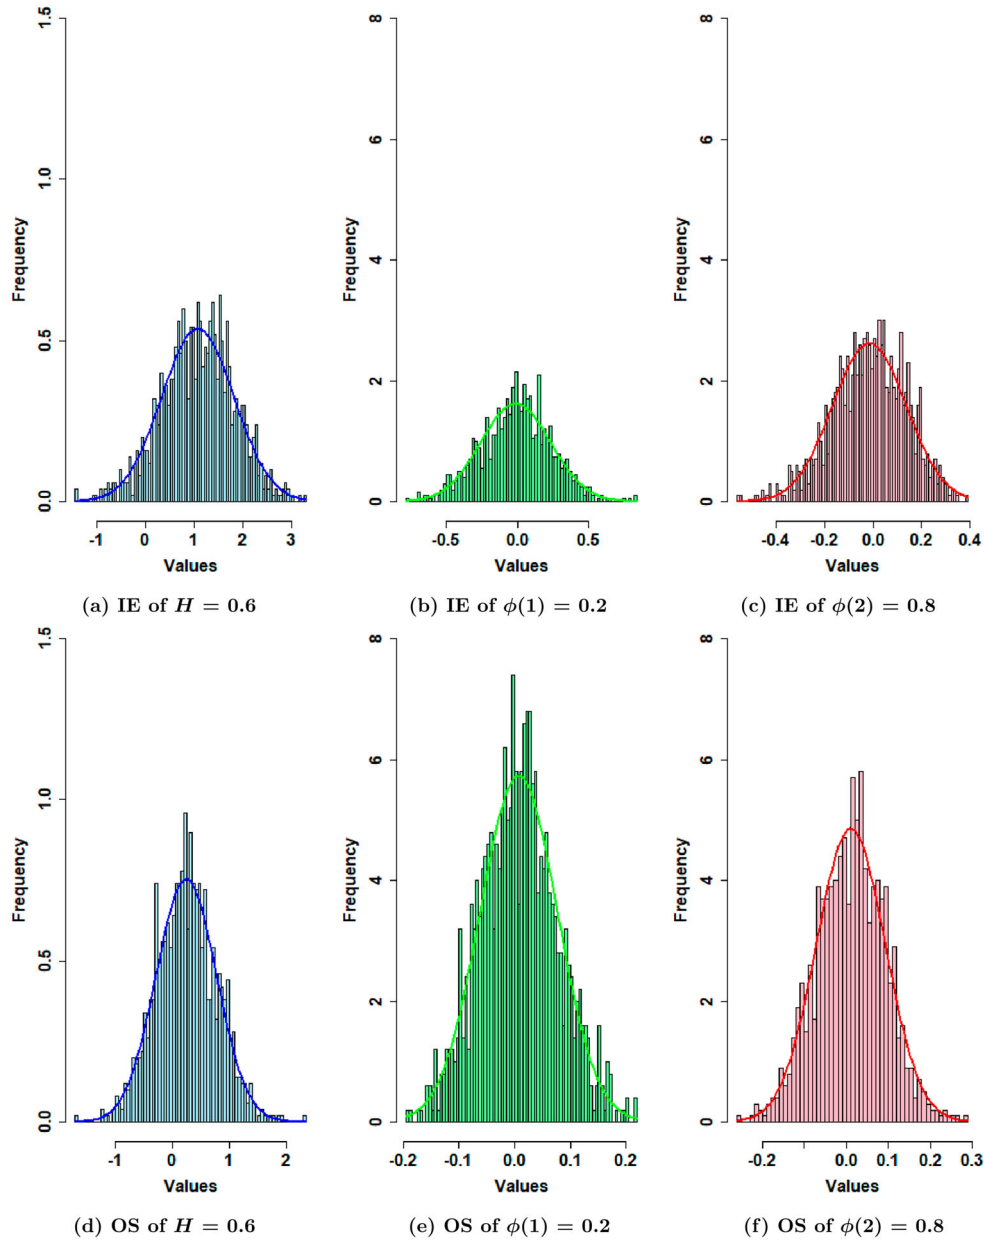 1.5
1.0
0.5
0.0
Frequency
-1 0 1 2 3
Values
(a) IE of H = 0.6
8
6
4
2
0
Frequency
-0.5 0.0 0.5
Values
(b) IE of ϕ(1) = 0.2
8
6
4
2
0
Frequency
-0.4 -0.2 0.0 0.2 0.4
Values
(c) IE of ϕ(2) = 0.8
1.5
1.0
0.5
0.0
Frequency
-1 0 1 2
Values
(d) OS of H = 0.6
8
6
4
2
0
Frequency
-0.2 -0.1 0.0 0.1 0.2
Values
(e) OS of ϕ(1) = 0.2
8
6
4
2
0
Frequency
-0.2 0.0 0.1 0.2 0.3
Values
(f) OS of ϕ(2) = 0.8